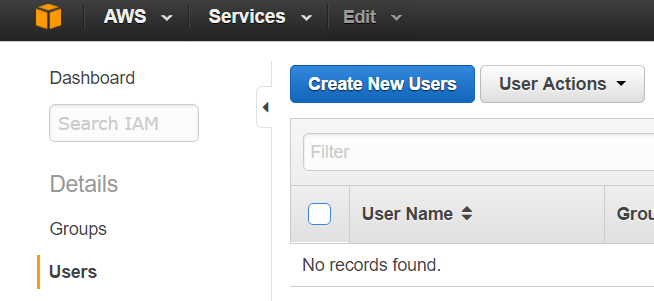 AWS Services Edit
Dashboard
Search IAM
Details
Groups
Users
Create New Users User Actions
Filter
User Name
No records found.